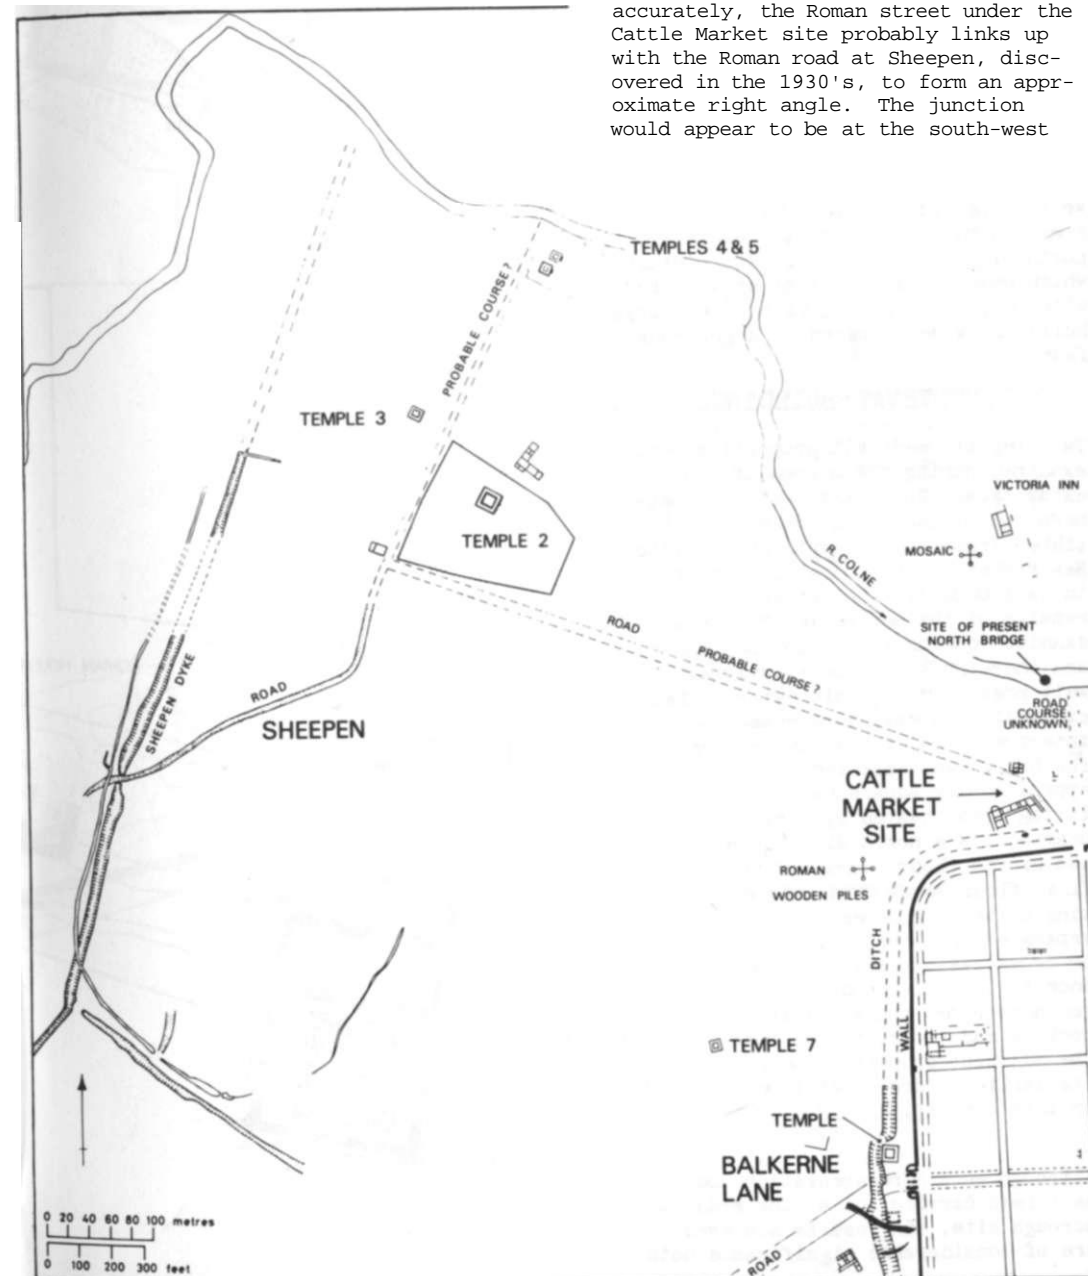 accurately, the Roman street under the
Cattle Market site probably links up
with the Roman road at Sheepen, disc-
overed in the 1930's, to form an appr-
oximate right angle. The junction
would appear to be at the south-west
TEMPLES 4 & 5
PROBABLE COURSE?
TEMPLE 3
VICTORIA INN
TEMPLE 2
MOSAIC
R. COLNE
SITE OF PRESENT
NORTH BRIDGE
ROAD
PROBABLE COURSE?
SHEEPEN DYKE
ROAD
SHEEPEN
ROAD
COURSE
UNKNOWN
CATTLE
MARKET
SITE
ROMAN
WOODEN PILES
DITCH
WALL
TEMPLE 7
TEMPLE
BALKERNE
LANE
ROAD
0 20 40 60 80 100 metres
0 100 200 300 feet